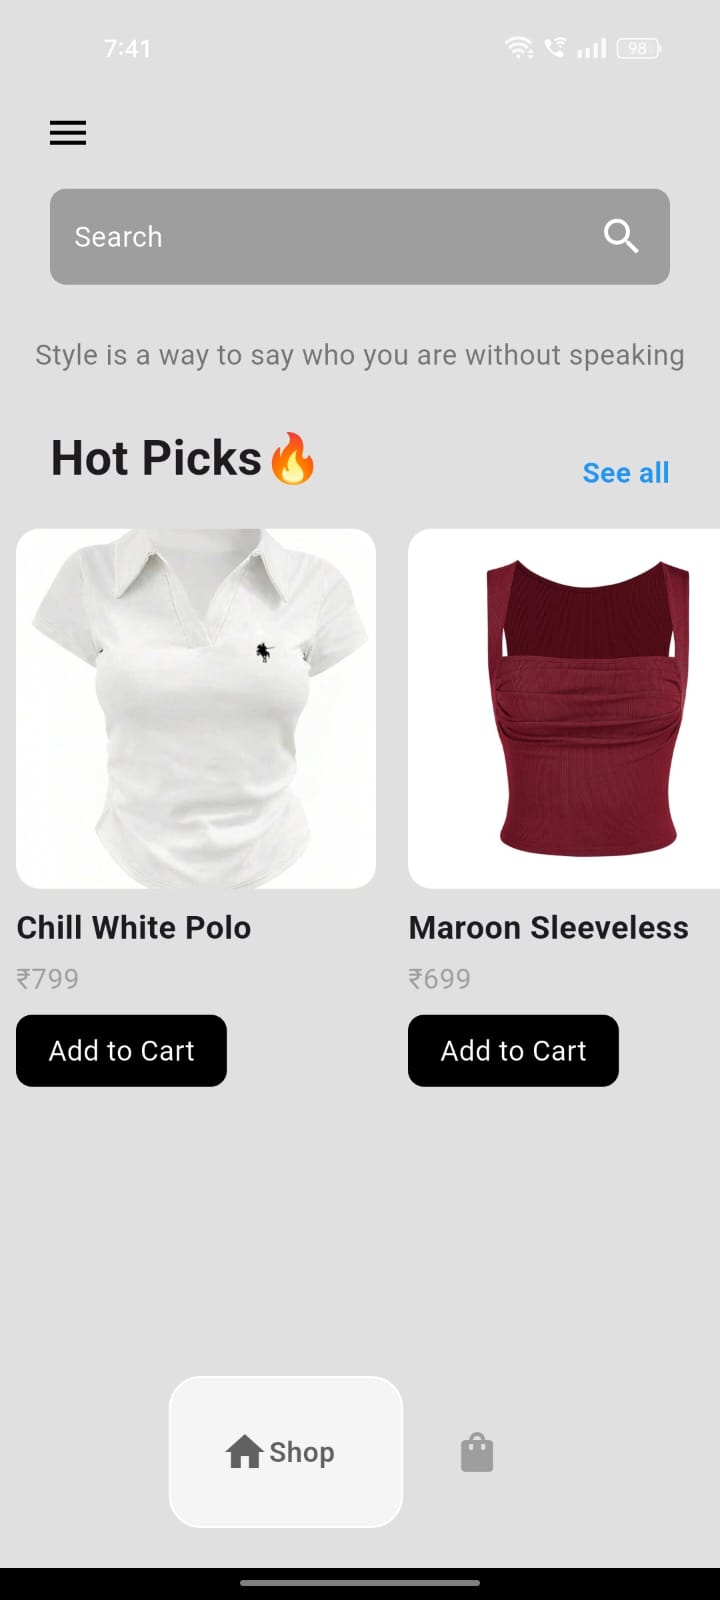 7:41
98
Search
Style is a way to say who you are without speaking
Hot Picks🔥
See all
Chill White Polo
Maroon Sleeveless
₹799
₹699
Add to Cart
Add to Cart
Shop